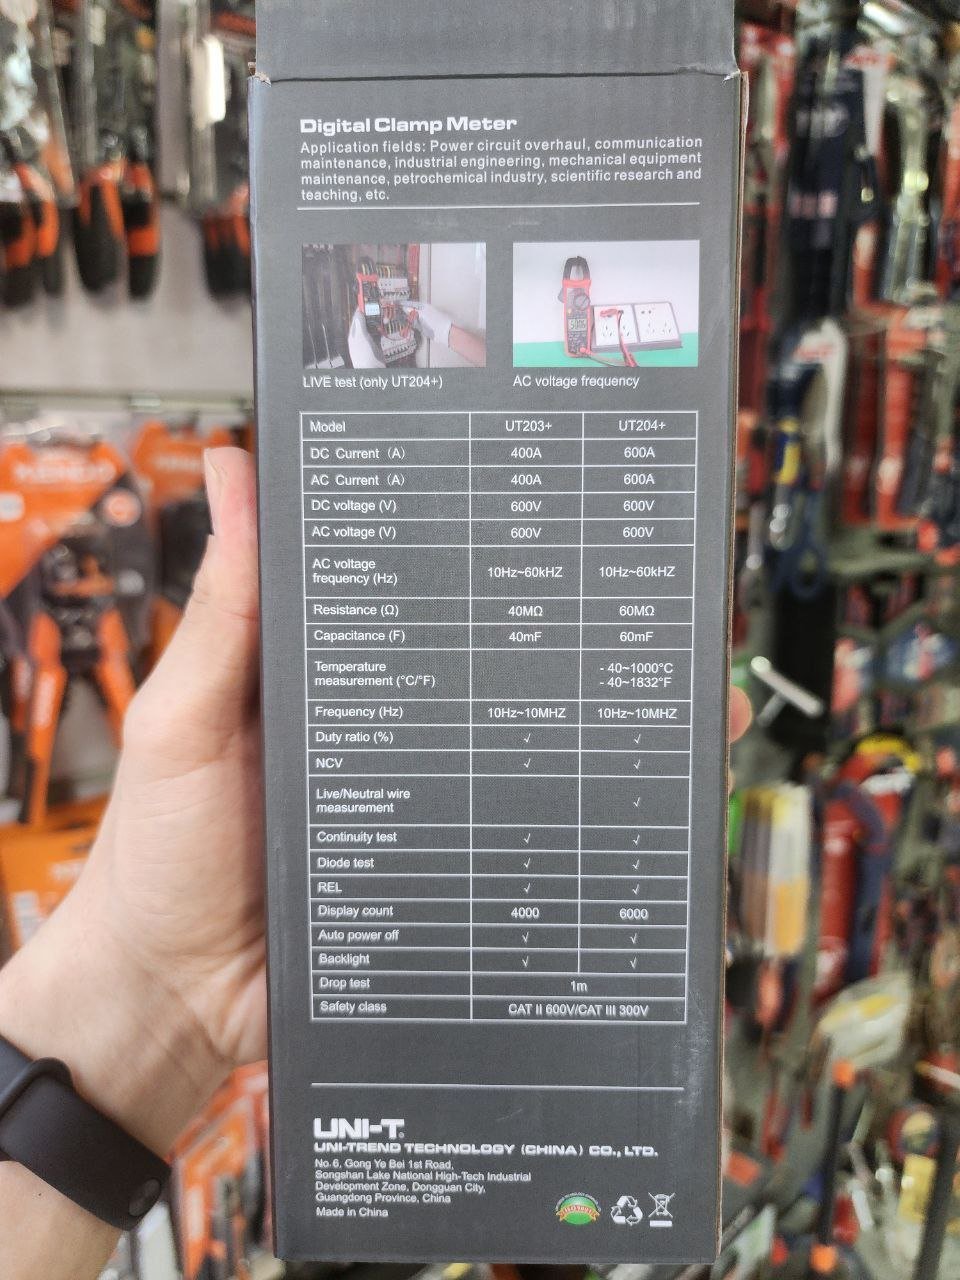 Digital Clamp Meter
Application fields: Power circuit overhaul, communication
maintenance, industrial engineering, mechanical equipment
maintenance, petrochemical industry, scientific research and
teaching, etc.
LIVE test (only UT204+) AC voltage frequency
Model UT203+ UT204+
DC Current (A) 400A 600A
AC Current (A) 400A 600A
DC voltage (V) 600V 600V
AC voltage (V) 600V 600V
AC voltage
frequency (Hz) 10Hz~60kHZ 10Hz~60kHZ
Resistance (Ω) 40MΩ 60MΩ
Capacitance (F) 40mF 60mF
Temperature
measurement (°C/°F) - 40~1000°C
- 40~1832°F
Frequency (Hz) 10Hz~10MHZ 10Hz~10MHZ
Duty ratio (%) √ √
NCV √ √
Live/Neutral wire
measurement √
Continuity test √ √
Diode test √ √
REL √ √
Display count 4000 6000
Auto power off √ √
Backlight √ √
Drop test 1m
Safety class CAT II 600V/CAT III 300V
UNI-T
UNI-TREND TECHNOLOGY (CHINA) CO., LTD.
No.6, Gong Ye Bei 1st Road,
Songshan Lake National High-Tech Industrial
Development Zone, Dongguan City,
Guangdong Province, China
Made in China